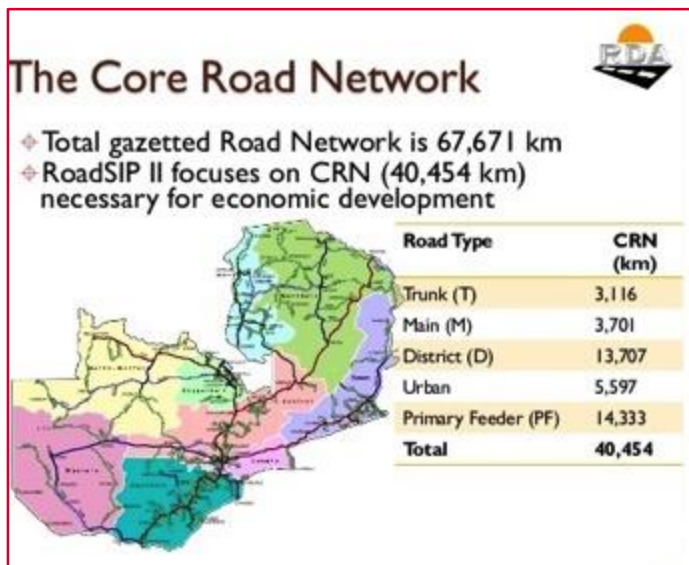 RDA
The Core Road Network
Total gazetted Road Network is 67,671 km
RoadSIP II focuses on CRN (40,454 km)
necessary for economic development
Road Type CRN
(km)
Trunk (T) 3,116
Main (M) 3,701
District (D) 13,707
Urban 5,597
Primary Feeder (PF) 14,333
Total 40,454